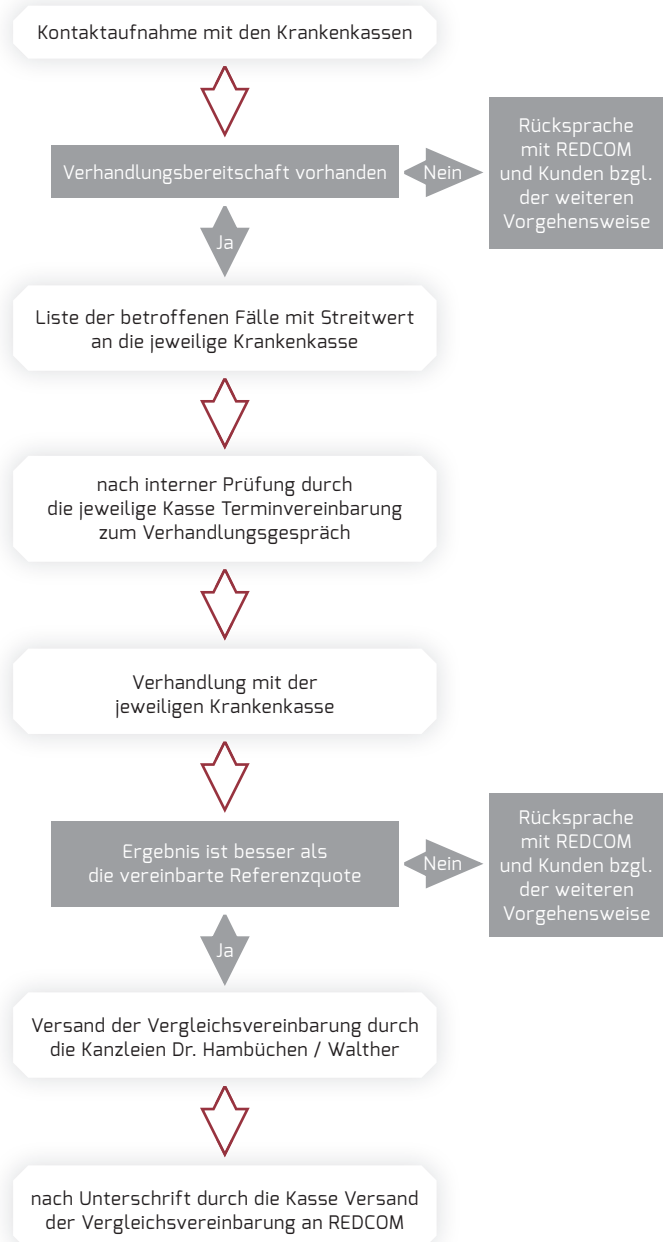 Kontaktaufnahme mit den Krankenkassen
Verhandlungsbereitschaft vorhanden
Nein
Rücksprache
mit REDCOM
und Kunden bzgl.
der weiteren
Vorgehensweise
Ja
Liste der betroffenen Fälle mit Streitwert
an die jeweilige Krankenkasse
nach interner Prüfung durch
die jeweilige Kasse Terminvereinbarung
zum Verhandlungsgespräch
Verhandlung mit der
jeweiligen Krankenkasse
Ergebnis ist besser als
die vereinbarte Referenzquote
Nein
Rücksprache
mit REDCOM
und Kunden bzgl.
der weiteren
Vorgehensweise
Ja
Versand der Vergleichsvereinbarung durch
die Kanzleien Dr. Hambüchen / Walther
nach Unterschrift durch die Kasse Versand
der Vergleichsvereinbarung an REDCOM